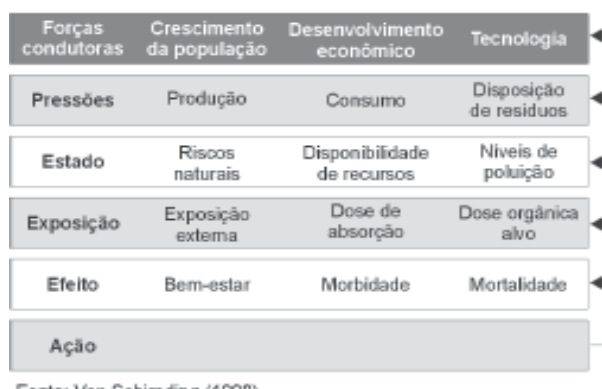 Forças condutoras Crescimento da população Desenvolvimento econômico Tecnologia
Pressões Produção Consumo Disposição de resíduos
Estado Riscos naturais Disponibilidade de recursos Níveis de poluição
Exposição Exposição externa Dose de absorção Dose orgânica alvo
Efeito Bem-estar Morbidade Mortalidade
Ação